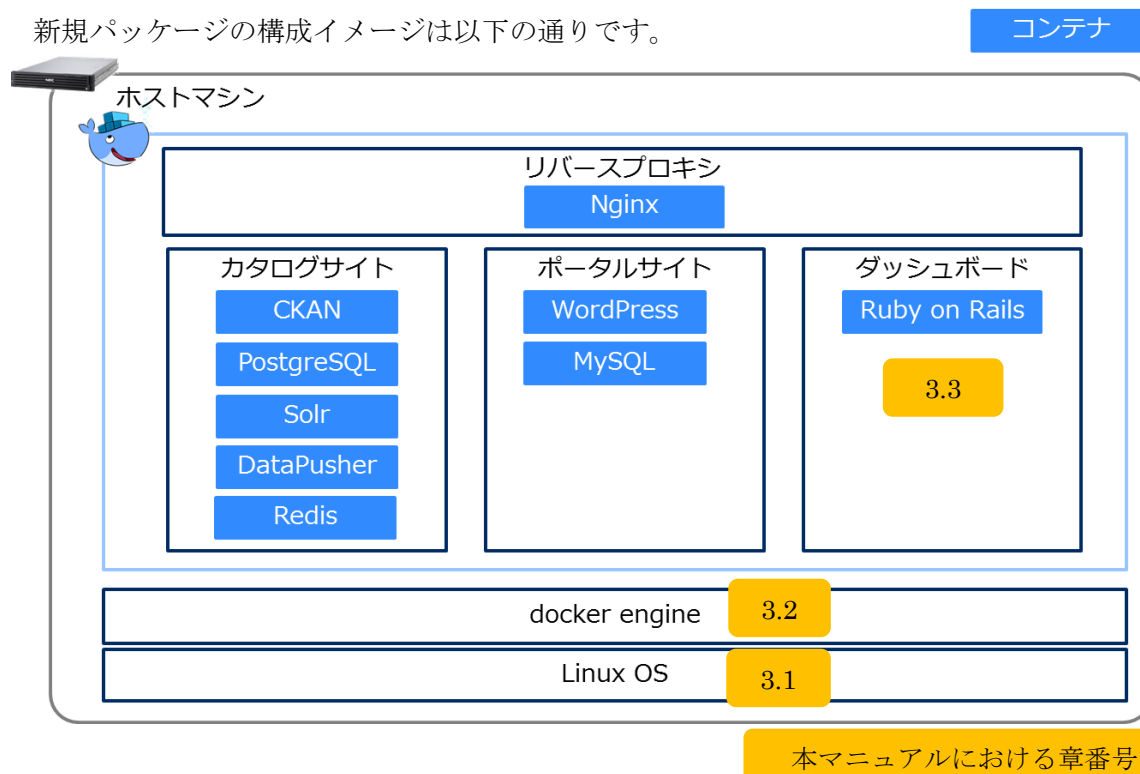 新規パッケージの構成イメージは以下の通りです。
コンテナ
ホストマシン
リバースプロキシ
Nginx
カタログサイト
CKAN
PostgreSQL
Solr
DataPusher
Redis
ポータルサイト
WordPress
MySQL
ダッシュボード
Ruby on Rails
3.3
docker engine
3.2
Linux OS
3.1
本マニュアルにおける章番号